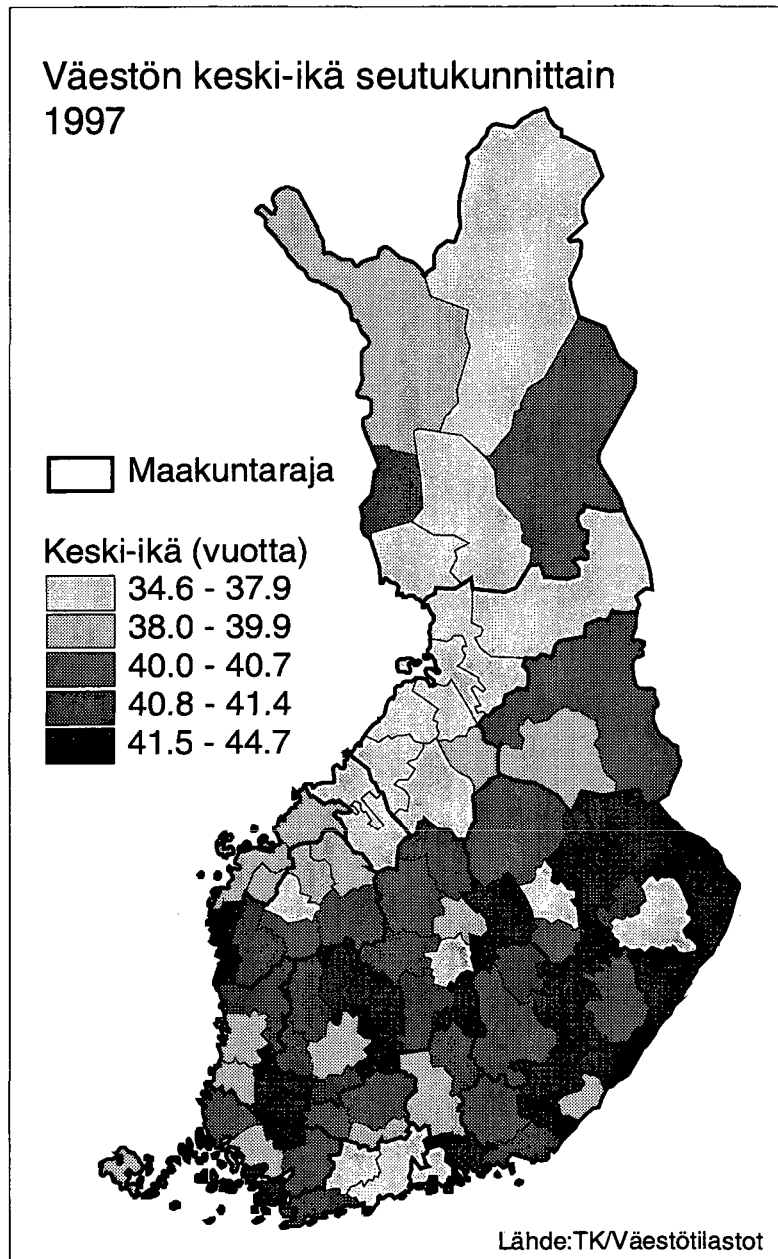 Väestön keski-ikä seutukunnittain
1997
Maakuntaraja
Keski-ikä (vuotta)
34.6 - 37.9
38.0 - 39.9
40.0 - 40.7
40.8 - 41.4
41.5 - 44.7
Lähde:TK/Väestötilastot